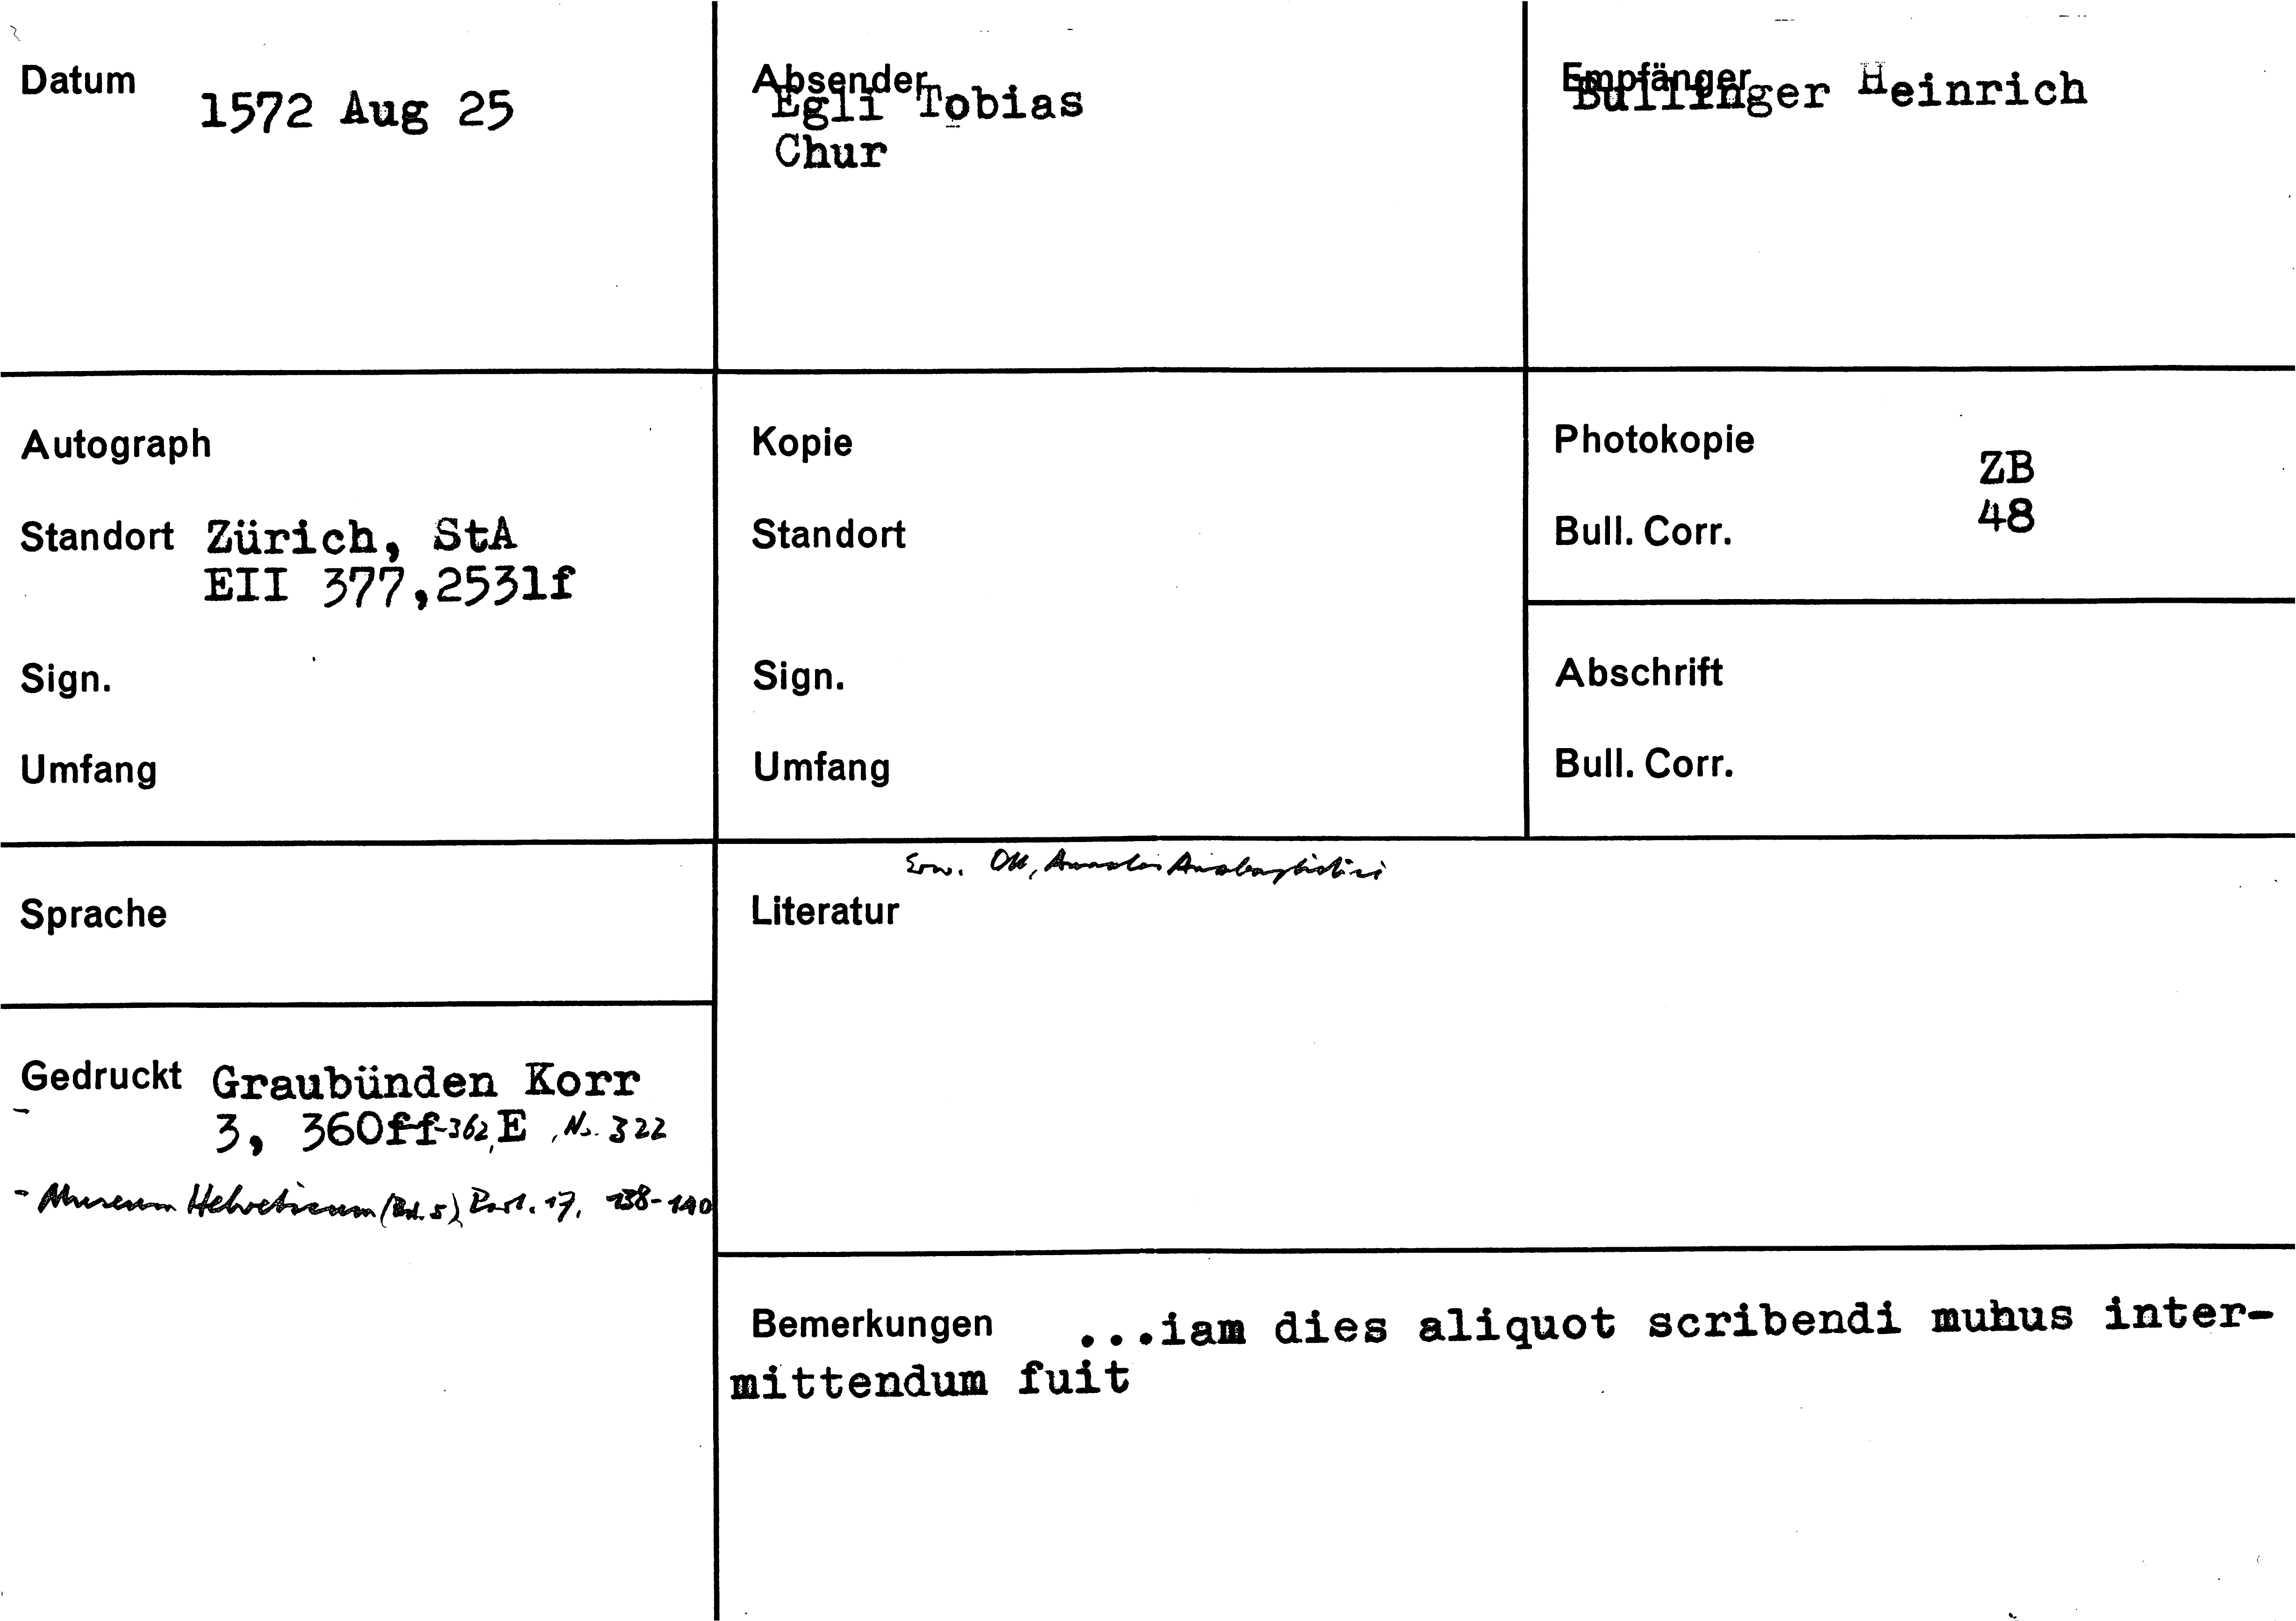 Datum 1572 Aug 25
Absender Egli Tobias
Chur
Empfänger Bullinger Heinrich
Autograph
Standort Zürich, StA
EII 377,2531f
Sign.
Umfang
Kopie
Standort
Sign.
Umfang
Photokopie ZB
Bull. Corr. 48
Abschrift
Bull. Corr.
Sprache
Erw. Ott, Annales Anabaptistici
Literatur
Gedruckt Graubünden Korr
3, 360ff-362, E, No. 322
- Museum Helveticum (Bd. 5) Part. 17, 138-140
Bemerkungen ...iam dies aliquot scribendi muhus inter-
mittendum fuit